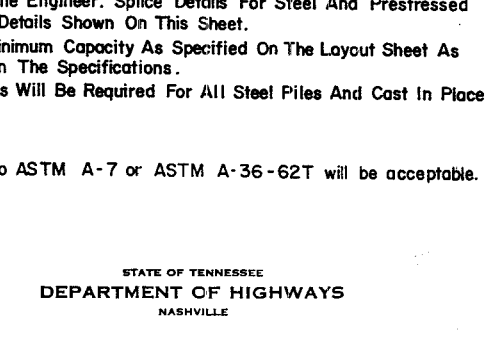 he Engineer. Splice Details For Steel And Prestressed
Details Shown On This Sheet.
inimum Capacity As Specified On The Layout Sheet As
n The Specifications.
s Will Be Required For All Steel Piles And Cast In Place
o ASTM A-7 or ASTM A-36-62T will be acceptable.
STATE OF TENNESSEE
DEPARTMENT OF HIGHWAYS
NASHVILLE